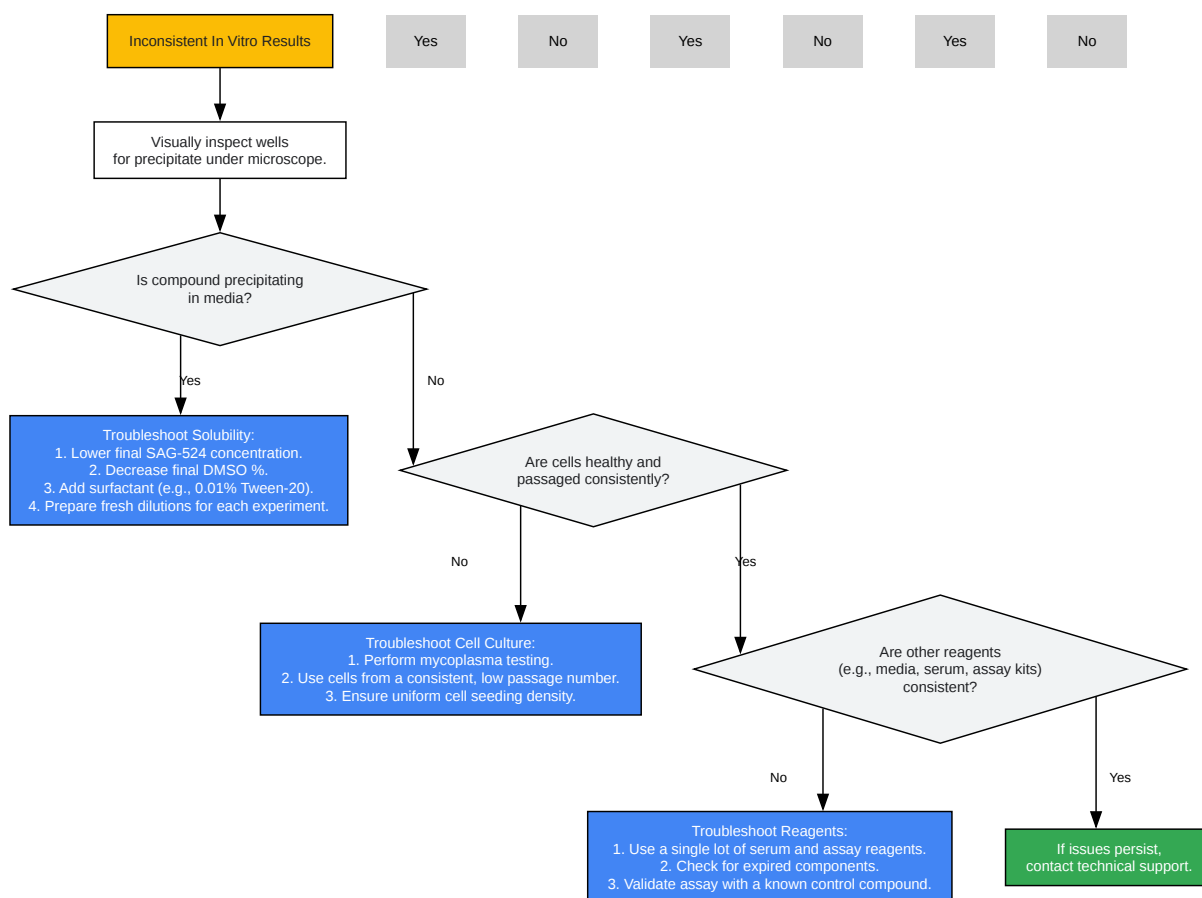 Inconsistent In Vitro Results
Yes
No
Yes
No
Yes
No
Visually inspect wells
for precipitate under microscope.
Is compound precipitating
in media?
Yes
No
Troubleshoot Solubility:
1. Lower final SAG-524 concentration.
2. Decrease final DMSO %.
3. Add surfactant (e.g., 0.01% Tween-20).
4. Prepare fresh dilutions for each experiment.
Are cells healthy and
passaged consistently?
No
Yes
Troubleshoot Cell Culture:
1. Perform mycoplasma testing.
2. Use cells from a consistent, low passage number.
3. Ensure uniform cell seeding density.
Are other reagents
(e.g., media, serum, assay kits)
consistent?
No
Yes
Troubleshoot Reagents:
1. Use a single lot of serum and assay reagents.
2. Check for expired components.
3. Validate assay with a known control compound.
If issues persist,
contact technical support.